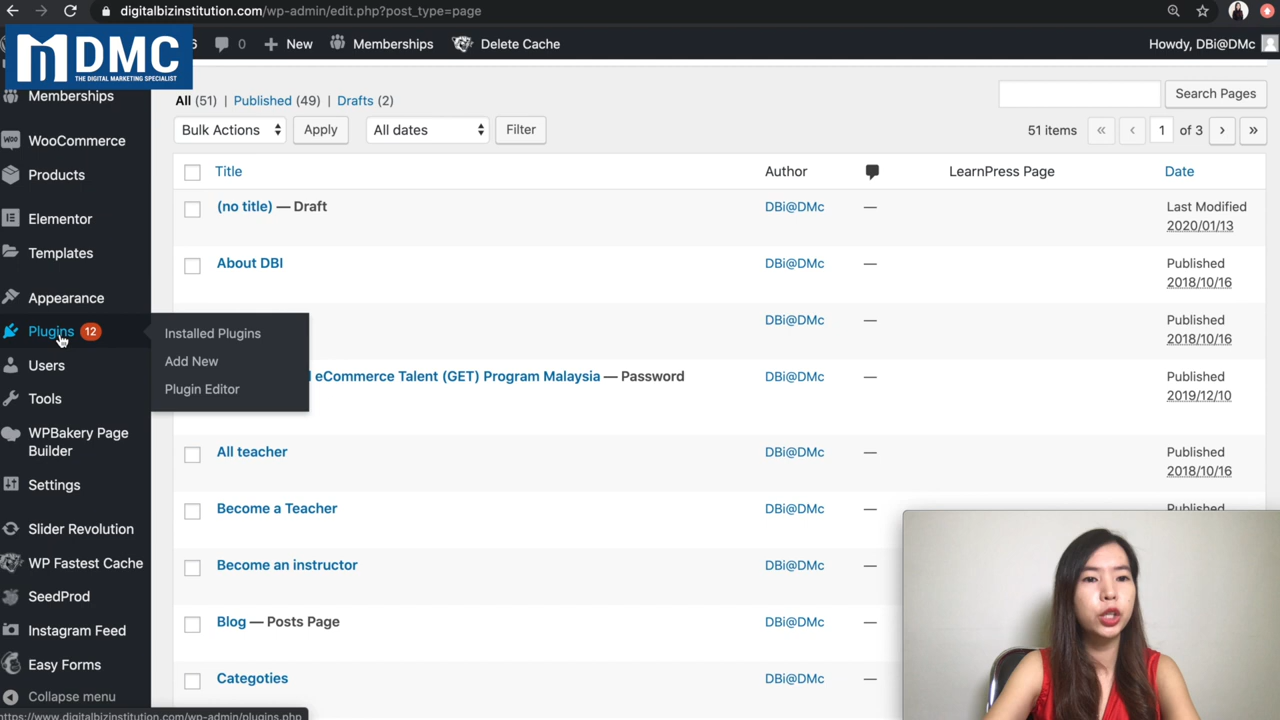 digitalbizinstitution.com/wp-admin/edit.php?post_type=page
DMC
THE DIGITAL MARKETING SPECIALIST
6
0
New
Memberships
Delete Cache
Howdy, DBi@DMc
Memberships
WooCommerce
Products
Elementor
Templates
Appearance
Plugins 12
Users
Tools
WPBakery Page
Builder
Settings
Slider Revolution
WP Fastest Cache
SeedProd
Instagram Feed
Easy Forms
Collapse menu
Installed Plugins
Add New
Plugin Editor
All (51) | Published (49) | Drafts (2)
Search Pages
Bulk Actions
Apply
All dates
Filter
51 items « ‹ 1 of 3 › »
Title Author LearnPress Page Date
(no title) — Draft DBi@DMc — Last Modified
2020/01/13
About DBI DBi@DMc — Published
2018/10/16
DBi@DMc — Published
2018/10/16
eCommerce Talent (GET) Program Malaysia — Password DBi@DMc — Published
2019/12/10
All teacher DBi@DMc — Published
2018/10/16
Become a Teacher DBi@DMc — Published
Become an instructor DBi@DMc —
Blog — Posts Page DBi@DMc —
Categoties DBi@DMc —
https://www.digitalbizinstitution.com/wp-admin/plugins.php